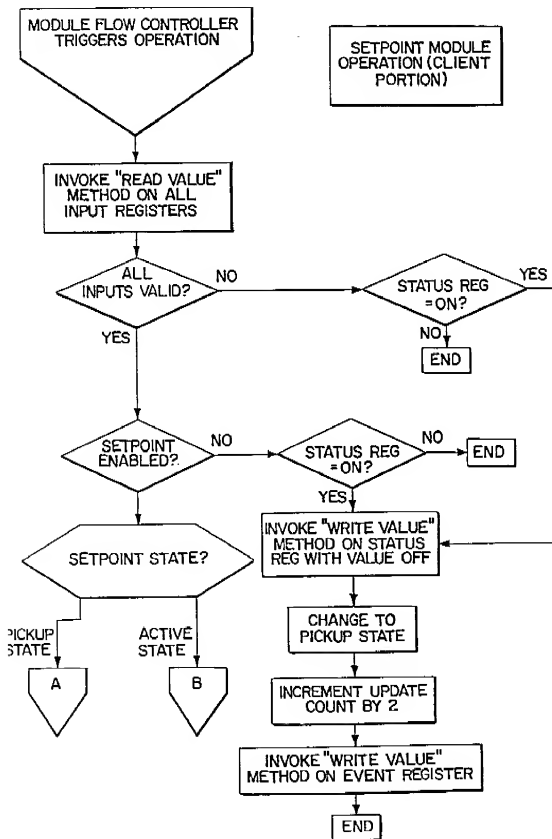 MODULE FLOW CONTROLLER
TRIGGERS OPERATION
SETPOINT MODULE
OPERATION (CLIENT
PORTION)
INVOKE "READ VALUE"
METHOD ON ALL
INPUT REGISTERS
ALL
INPUTS VALID?
NO
STATUS REG
=ON?
YES
YES
NO
END
SETPOINT
ENABLED?
NO
STATUS REG
=ON?
NO
END
YES
INVOKE "WRITE VALUE"
METHOD ON STATUS
REG WITH VALUE OFF
SETPOINT STATE?
PICKUP
STATE
ACTIVE
STATE
A
B
CHANGE TO
PICKUP STATE
INCREMENT UPDATE
COUNT BY 2
INVOKE "WRITE VALUE"
METHOD ON EVENT REGISTER
END